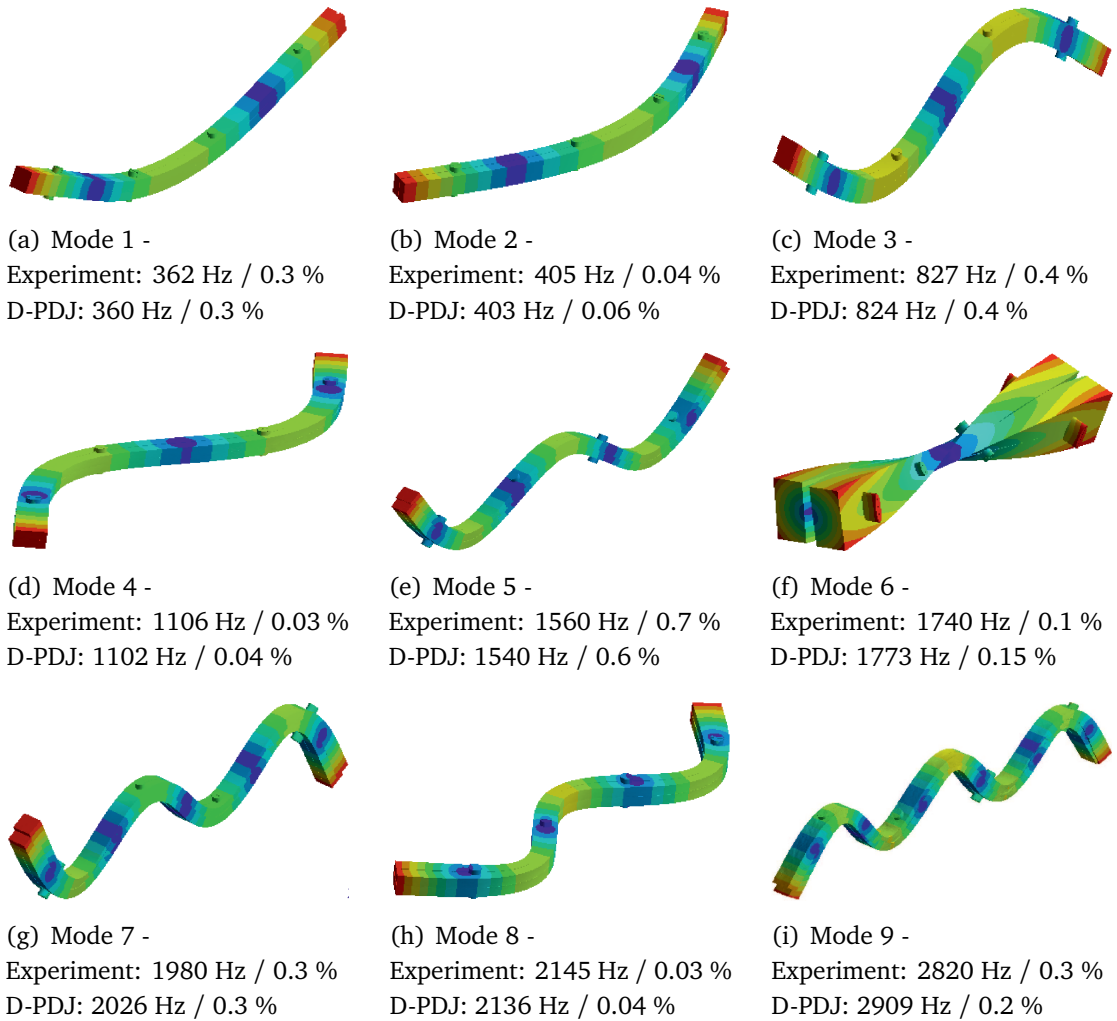 (a) Mode 1 -
Experiment: 362 Hz / 0.3 %
D-PDJ: 360 Hz / 0.3 %
(b) Mode 2 -
Experiment: 405 Hz / 0.04 %
D-PDJ: 403 Hz / 0.06 %
(c) Mode 3 -
Experiment: 827 Hz / 0.4 %
D-PDJ: 824 Hz / 0.4 %
(d) Mode 4 -
Experiment: 1106 Hz / 0.03 %
D-PDJ: 1102 Hz / 0.04 %
(e) Mode 5 -
Experiment: 1560 Hz / 0.7 %
D-PDJ: 1540 Hz / 0.6 %
(f) Mode 6 -
Experiment: 1740 Hz / 0.1 %
D-PDJ: 1773 Hz / 0.15 %
(g) Mode 7 -
Experiment: 1980 Hz / 0.3 %
D-PDJ: 2026 Hz / 0.3 %
(h) Mode 8 -
Experiment: 2145 Hz / 0.03 %
D-PDJ: 2136 Hz / 0.04 %
(i) Mode 9 -
Experiment: 2820 Hz / 0.3 %
D-PDJ: 2909 Hz / 0.2 %